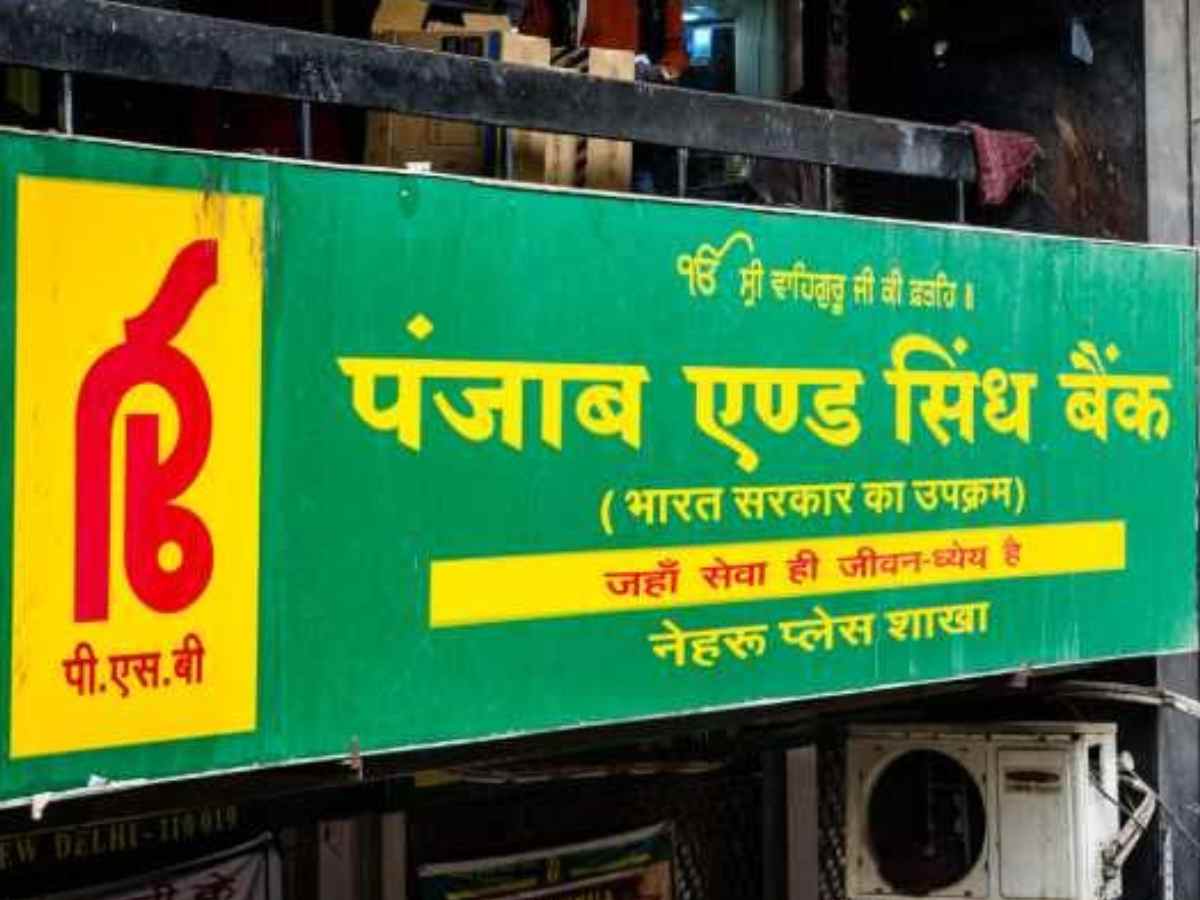 ੴ ਸ੍ਰੀ ਵਾਹਿਗੁਰੂ ਜੀ ਕੀ ਫ਼ਤਹਿ ॥
पंजाब एण्ड सिंध बैंक
(भारत सरकार का उपक्रम)
जहाँ सेवा ही जीवन-ध्येय है
नेहरू प्लेस शाखा
पी.एस.बी
EW DELHI-110019